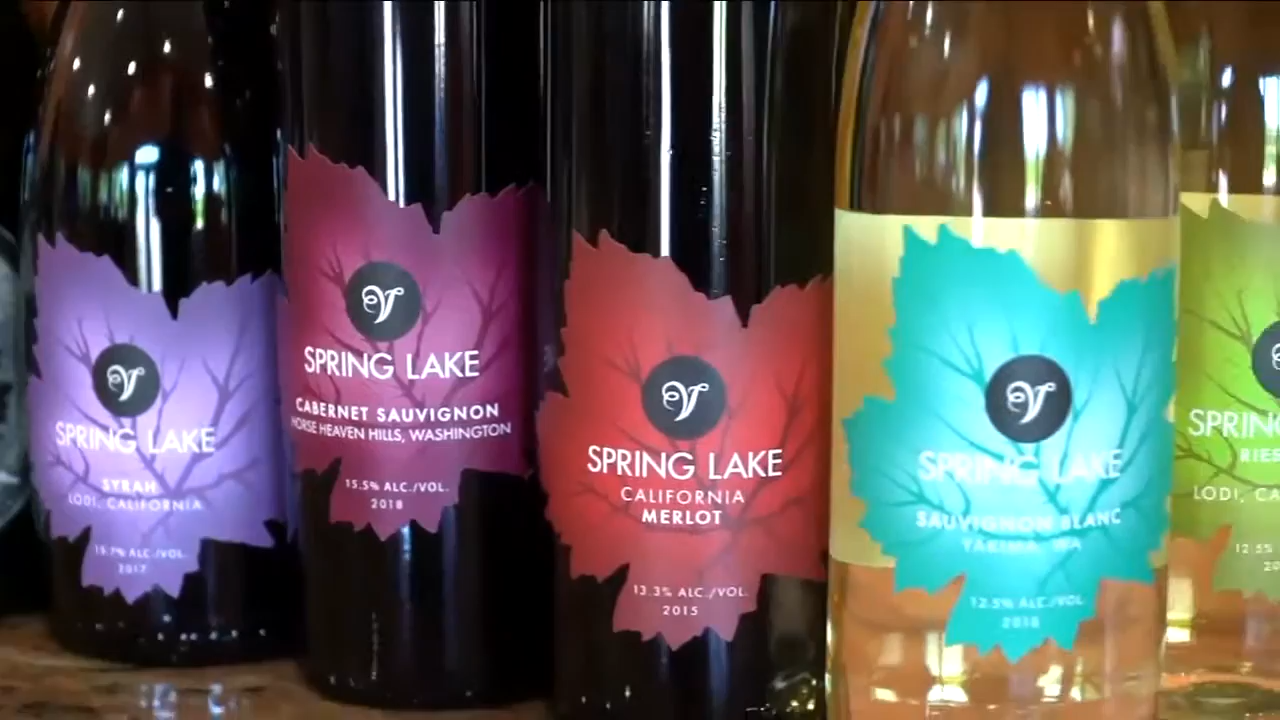 V
SPRING LAKE
SYRAH
LODI, CALIFORNIA
15.7% ALC./VOL.
2017
V
SPRING LAKE
CABERNET SAUVIGNON
HORSE HEAVEN HILLS, WASHINGTON
15.5% ALC./VOL.
2018
V
SPRING LAKE
CALIFORNIA
MERLOT
13.3% ALC./VOL.
2015
V
SPRING LAKE
SAUVIGNON BLANC
YAKIMA, WA
12.5% ALC./VOL.
SPRING
LODI,